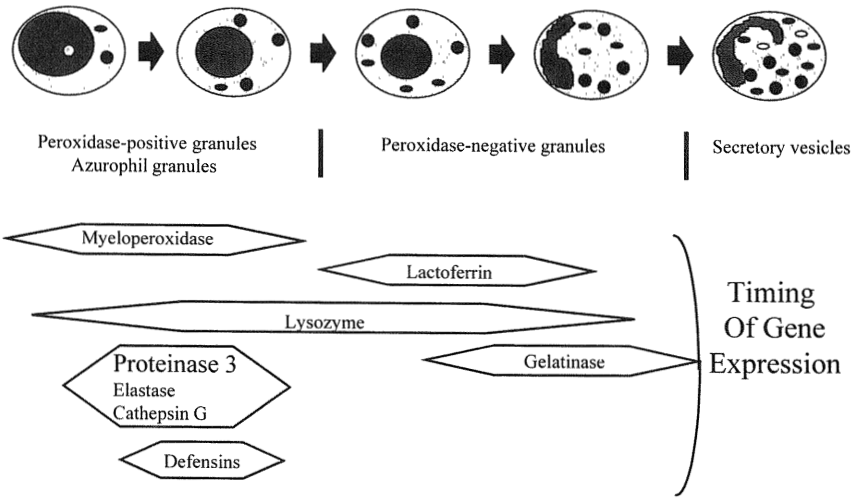 Peroxidase-positive granules
Azurophil granules
Peroxidase-negative granules
Secretory vesicles
Myeloperoxidase
Lactoferrin
Lysozyme
Gelatinase
Proteinase 3
Elastase
Cathepsin G
Defensins
Timing
Of Gene
Expression